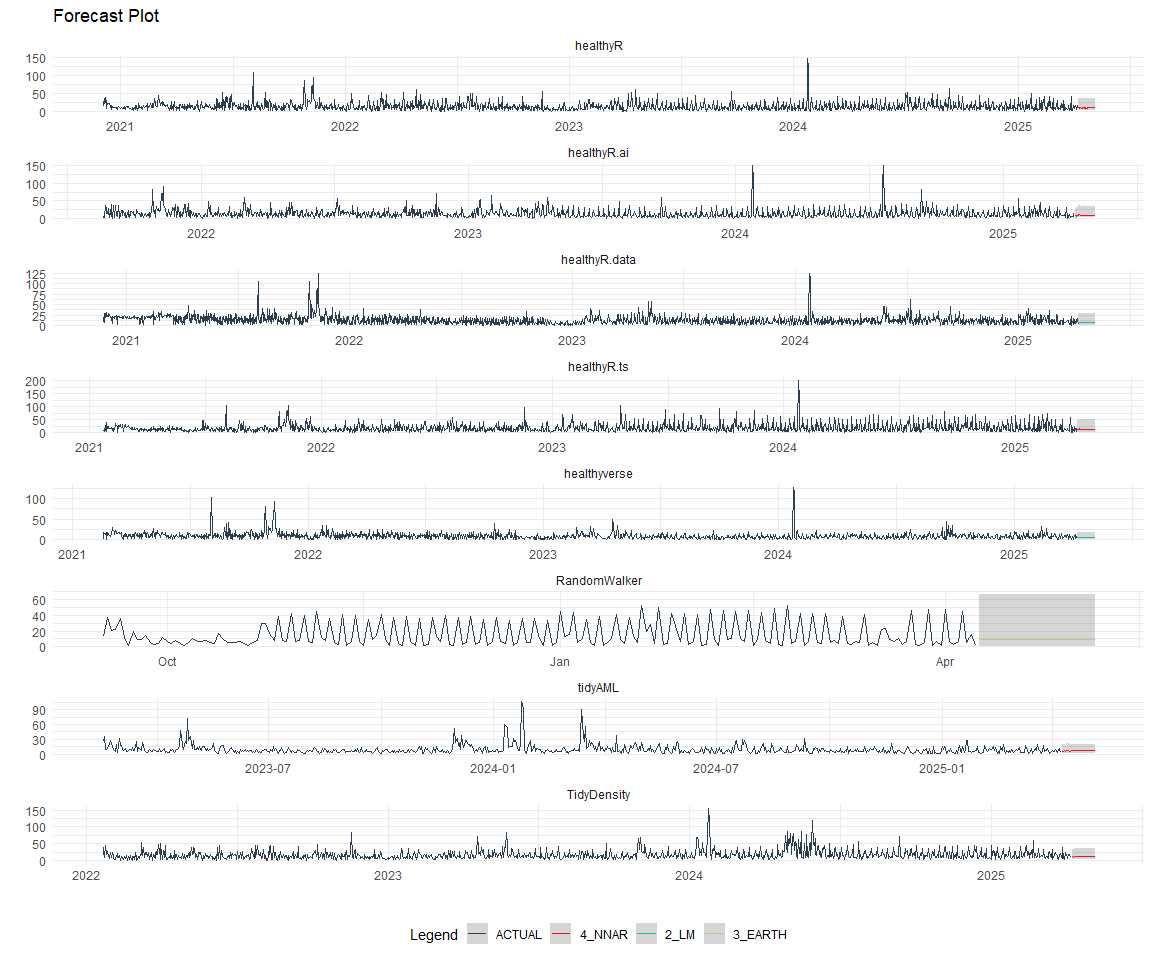 Forecast Plot
healthyR
150
100
50
0
2021 2022 2023 2024 2025
healthyR.ai
150
100
50
0
2022 2023 2024 2025
healthyR.data
125
100
75
50
25
0
2021 2022 2023 2024 2025
healthyR.ts
200
150
100
50
0
2021 2022 2023 2024 2025
healthyverse
100
50
0
2021 2022 2023 2024 2025
RandomWalker
60
40
20
0
Oct Jan Apr
tidyAML
90
60
30
0
2023-07 2024-01 2024-07 2025-01
TidyDensity
150
100
50
0
2022 2023 2024 2025
Legend ACTUAL 4_NNAR 2_LM 3_EARTH